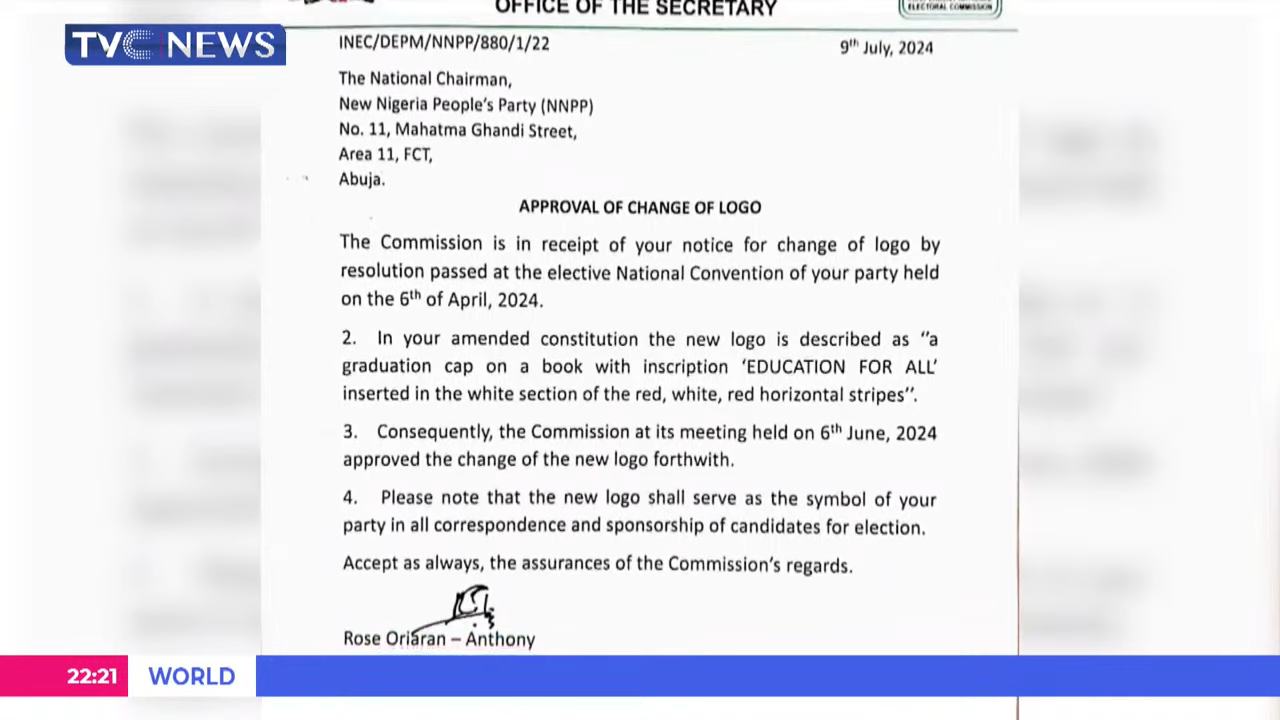 OFFICE OF THE SECRETARY
ELECTORAL COMMISSION
TVC NEWS
INEC/DEPM/NNPP/880/1/22
9th July, 2024
The National Chairman,
New Nigeria People's Party (NNPP)
No. 11, Mahatma Ghandi Street,
Area 11, FCT,
Abuja.
APPROVAL OF CHANGE OF LOGO
The Commission is in receipt of your notice for change of logo by
resolution passed at the elective National Convention of your party held
on the 6th of April, 2024.
2. In your amended constitution the new logo is described as "a
graduation cap on a book with inscription 'EDUCATION FOR ALL'
inserted in the white section of the red, white, red horizontal stripes".
3. Consequently, the Commission at its meeting held on 6th June, 2024
approved the change of the new logo forthwith.
4. Please note that the new logo shall serve as the symbol of your
party in all correspondence and sponsorship of candidates for election.
Accept as always, the assurances of the Commission's regards.
Rose Oriaran – Anthony
22:21
WORLD